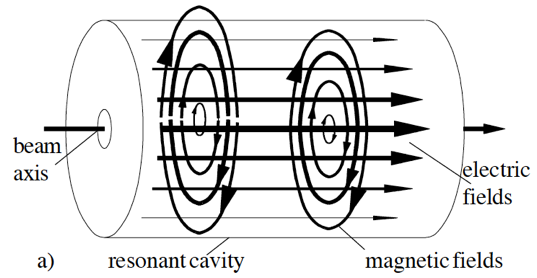 beam
axis
electric
fields
a)
resonant cavity
magnetic fields